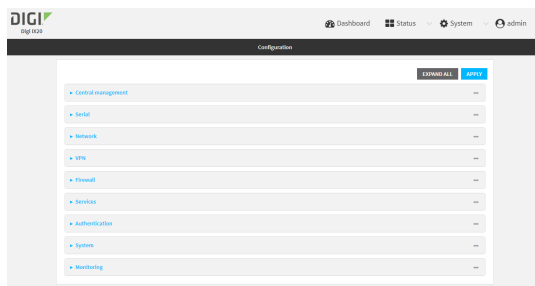 DIGI.
Digi IX20
Dashboard
Status
System
admin
Configuration
EXPAND ALL
APPLY
Central management
Serial
Network
VPN
Firewall
Services
Authentication
System
Monitoring